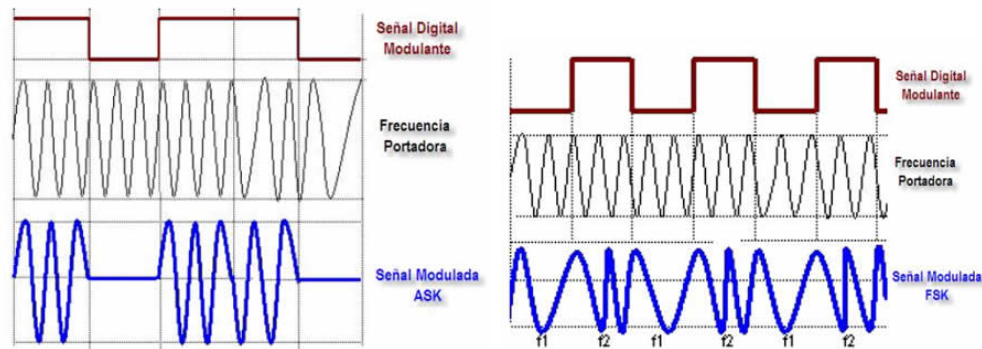 Señal Digital
Modulante
Frecuencia
Portadora
Señal Modulada
ASK
Señal Digital
Modulante
Frecuencia
Portadora
Señal Modulada
FSK
f1 f2 f1 f2 f1 f2